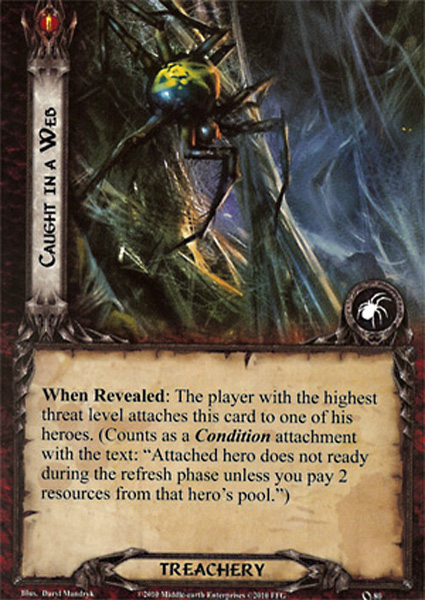 Caught in a Web
When Revealed: The player with the highest
threat level attaches this card to one of his
heroes. (Counts as a Condition attachment
with the text: “Attached hero does not ready
during the refresh phase unless you pay 2
resources from that hero’s pool.”)
TREACHERY
Illus. Daryl Mandryk ©2010 Middle-earth Enterprises ©2010 FFG 80